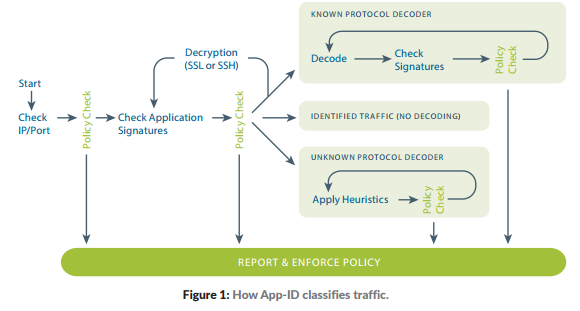 KNOWN PROTOCOL DECODER
Decode
Check
Signatures
Policy
Check
Decryption
(SSL or SSH)
Start
Check
IP/Port
Policy Check
Check Application
Signatures
Policy Check
IDENTIFIED TRAFFIC (NO DECODING)
UNKNOWN PROTOCOL DECODER
Apply Heuristics
Policy
Check
REPORT & ENFORCE POLICY
Figure 1: How App-ID classifies traffic.